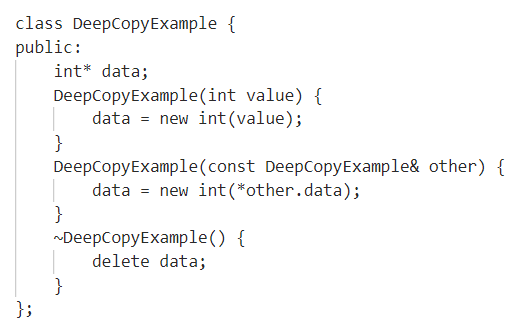 class DeepCopyExample {
public:
    int* data;
    DeepCopyExample(int value) {
        data = new int(value);
    }
    DeepCopyExample(const DeepCopyExample& other) {
        data = new int(*other.data);
    }
    ~DeepCopyExample() {
        delete data;
    }
};